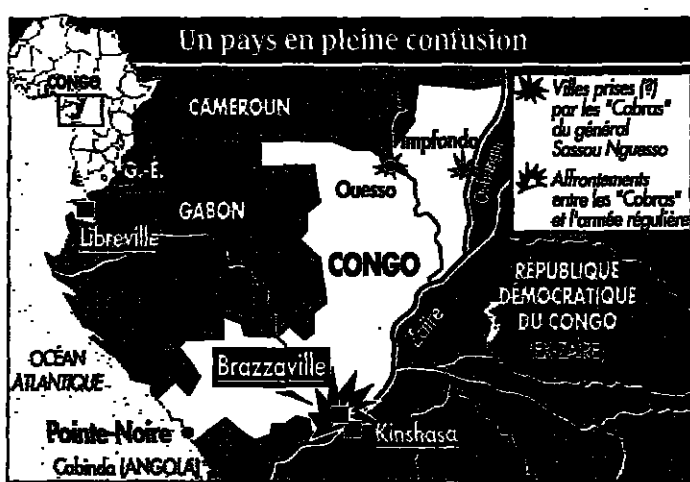 Un pays en pleine confusion
CONGO
CAMEROUN
Villes prises (?)
par les "Cobras"
du général
Sassou Nguesso
Affrontements
entre les "Cobras"
et l'armée régulière
Impfondo
Ouesso
G.-É.
GABON
Libreville
CONGO
Zaïre
RÉPUBLIQUE
DÉMOCRATIQUE
DU CONGO
(EX-ZAÏRE)
OCÉAN
ATLANTIQUE
Brazzaville
Pointe-Noire
Kinshasa
Cabinda (ANGOLA)